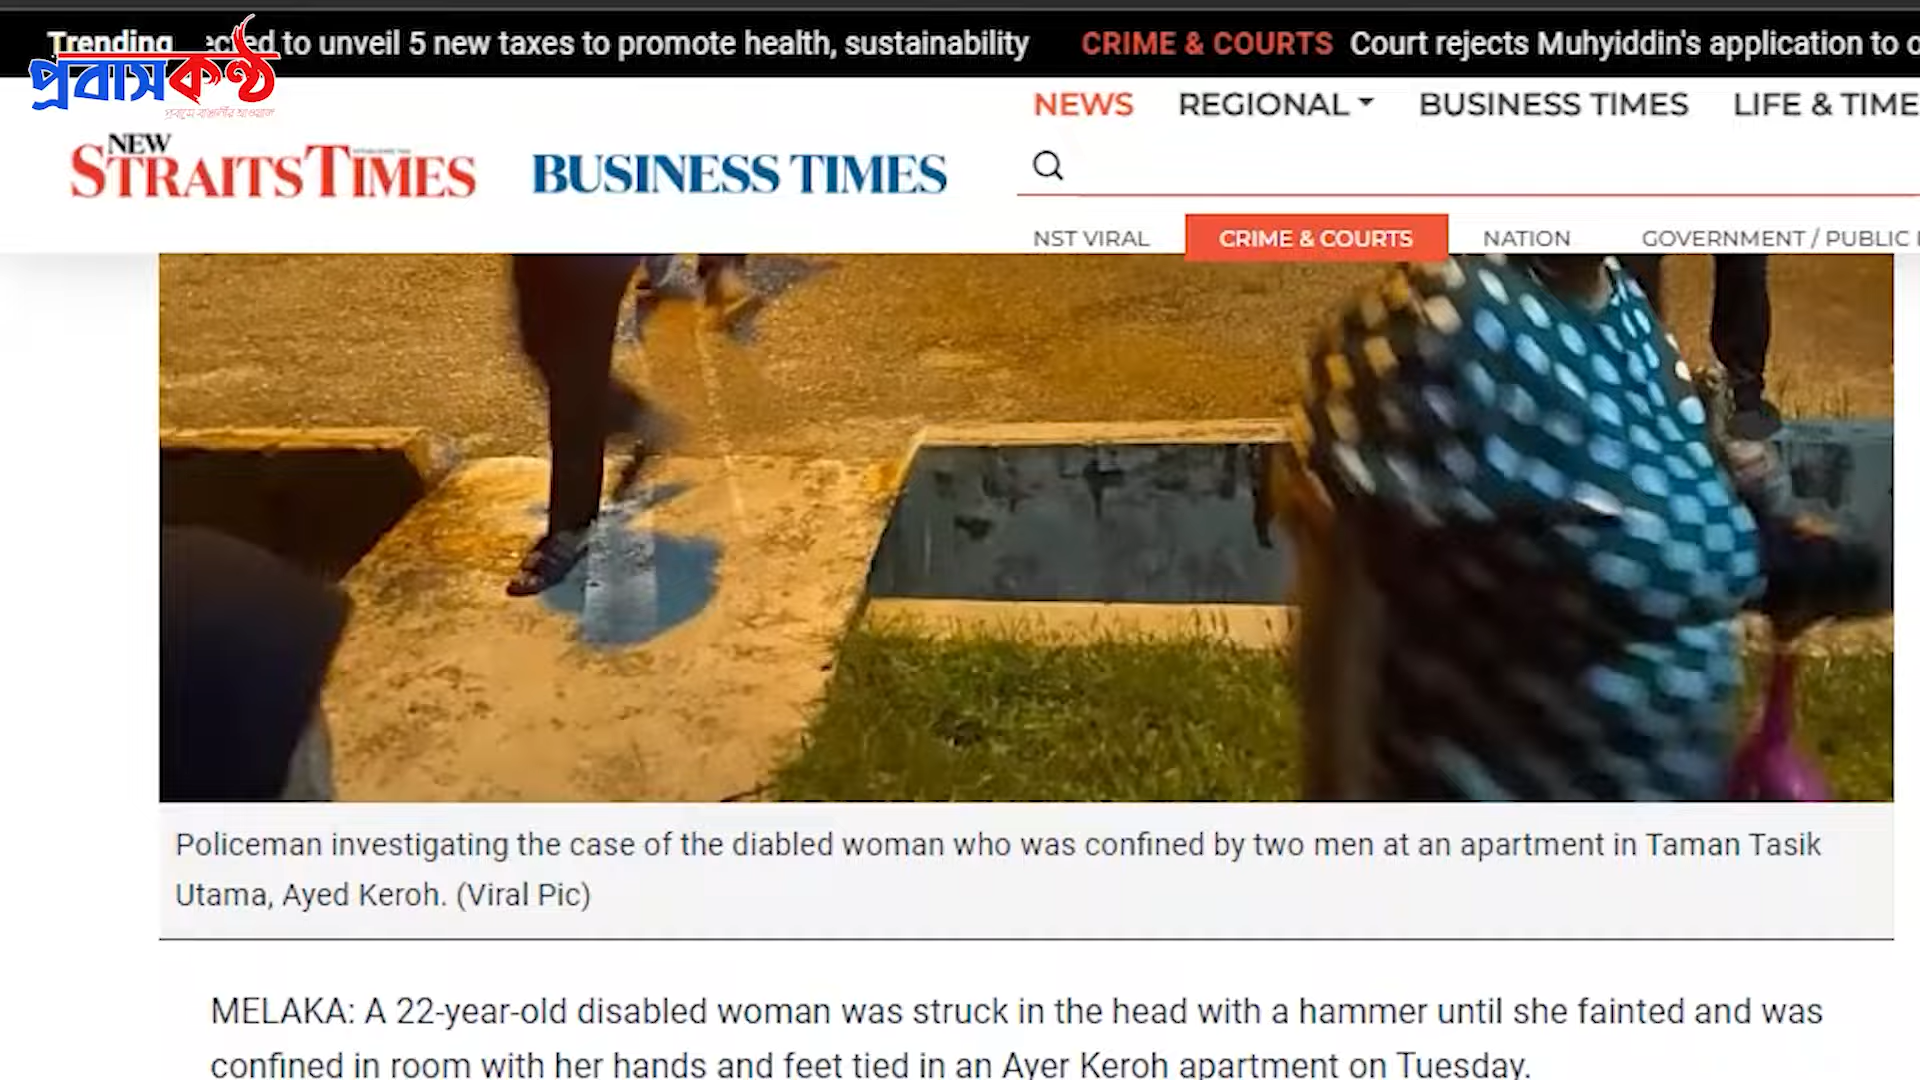 Trending ected to unveil 5 new taxes to promote health, sustainability CRIME & COURTS Court rejects Muhyiddin's application to
প্রবাসকণ্ঠ
NEWS REGIONAL BUSINESS TIMES LIFE & TIME
NEW
STRAITS TIMES BUSINESS TIMES
NST VIRAL CRIME & COURTS NATION GOVERNMENT / PUBLIC
Policeman investigating the case of the diabled woman who was confined by two men at an apartment in Taman Tasik
Utama, Ayed Keroh. (Viral Pic)
MELAKA: A 22-year-old disabled woman was struck in the head with a hammer until she fainted and was
confined in room with her hands and feet tied in an Ayer Keroh apartment on Tuesday.